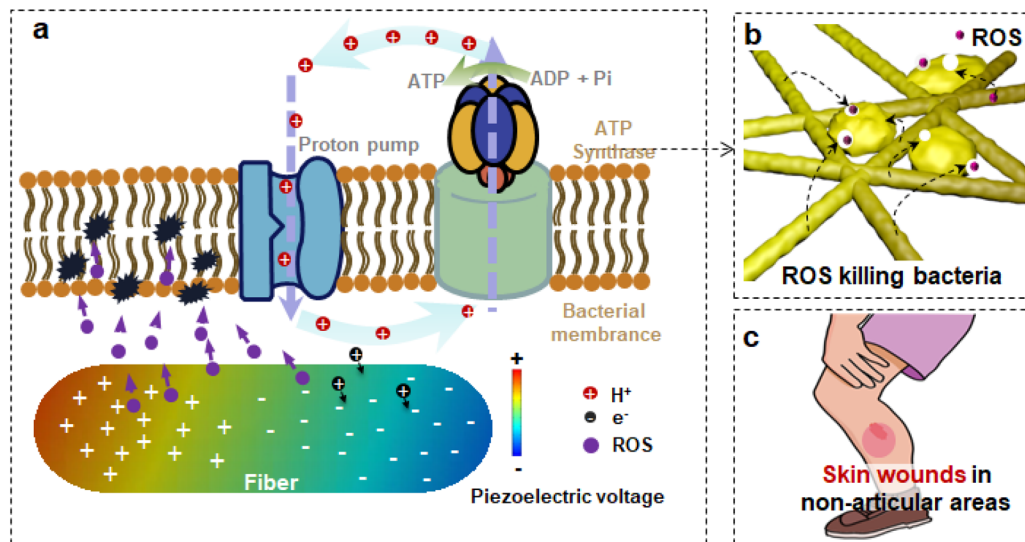 a
ATP
ADP + Pi
Proton pump
ATP
Synthase
Bacterial
membrance
+
H⁺
e⁻
ROS
-
Fiber
Piezoelectric voltage
b
ROS
ROS killing bacteria
c
Skin wounds in
non-articular areas